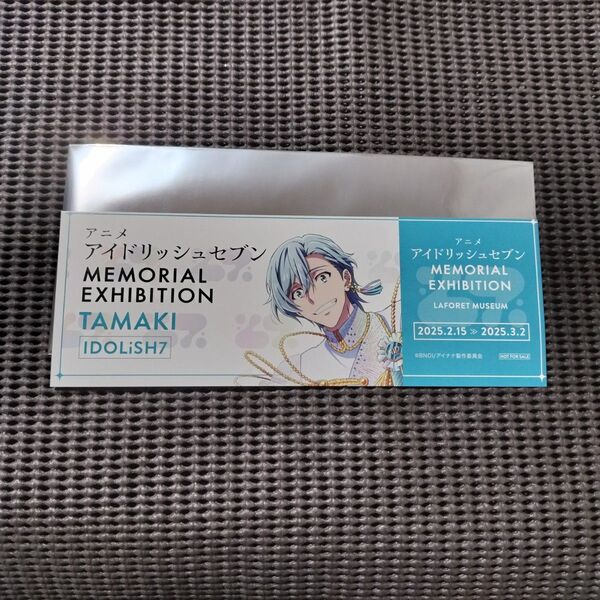 アニメ
アイドリッシュセブン
MEMORIAL
EXHIBITION
TAMAKI
IDOLiSH7
アニメ
アイドリッシュセブン
MEMORIAL
EXHIBITION
LAFORET MUSEUM
2025.2.15 ≫ 2025.3.2
©BNOI/アイナナ製作委員会
NOT FOR SALE